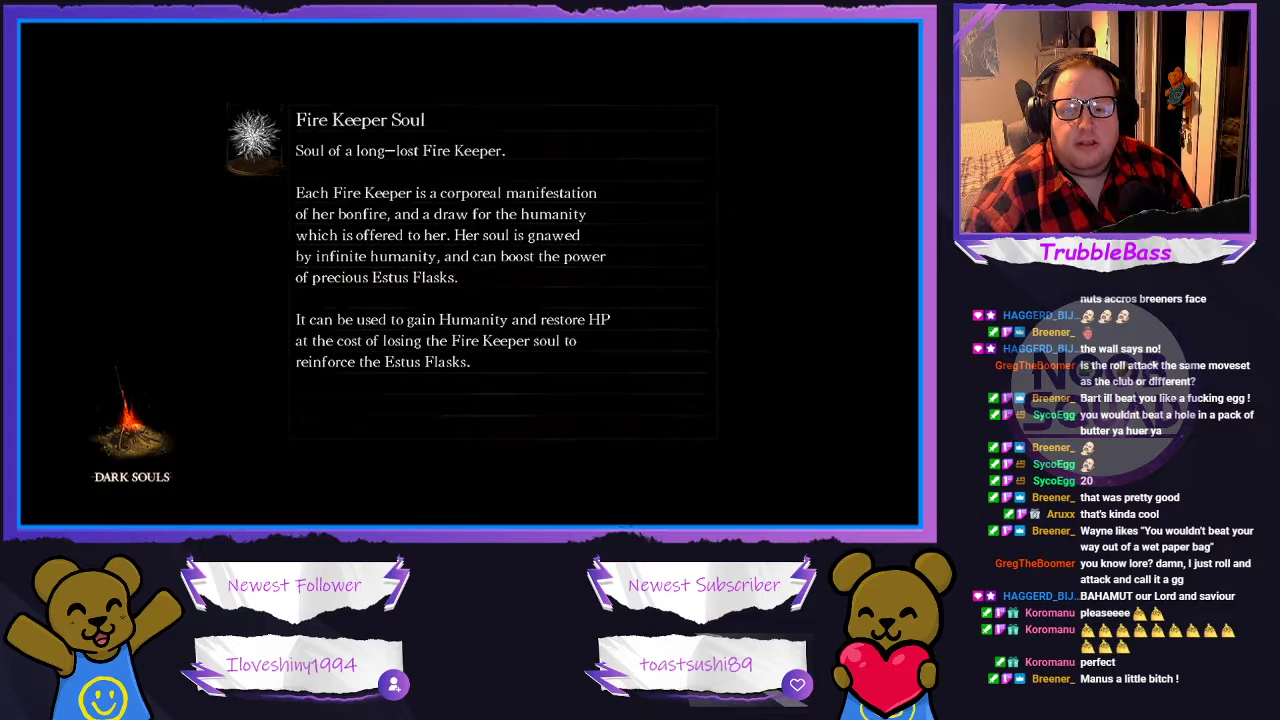 Fire Keeper Soul
Soul of a long-lost Fire Keeper.
Each Fire Keeper is a corporeal manifestation
of her bonfire, and a draw for the humanity
which is offered to her. Her soul is gnawed
by infinite humanity, and can boost the power
of precious Estus Flasks.
It can be used to gain Humanity and restore HP
at the cost of losing the Fire Keeper soul to
reinforce the Estus Flasks.
DARK SOULS
TrubbleBass
NOOB
SQUAD
nuts accros breeners face
HAGGERD_BIJ...
Breener_
HAGGERD_BIJ... the wall says no!
GregTheBoomer Is the roll attack the same moveset
as the club or different?
Breener_ Bart ill beat you like a fucking egg !
SycoEgg you wouldnt beat a hole in a pack of
butter ya huer ya
Breener_
SycoEgg
SycoEgg 20
Breener_ that was pretty good
Aruxx that's kinda cool
Breener_ Wayne likes "You wouldn't beat your
way out of a wet paper bag"
GregTheBoomer you know lore? damn, I just roll and
attack and call it a gg
HAGGERD_BIJ... BAHAMUT our Lord and saviour
Koromanu pleaseeee
Koromanu
Koromanu perfect
Breener_ Manus a little bitch !
Newest Follower
Iloveshiny1994
Newest Subscriber
toastsushi89